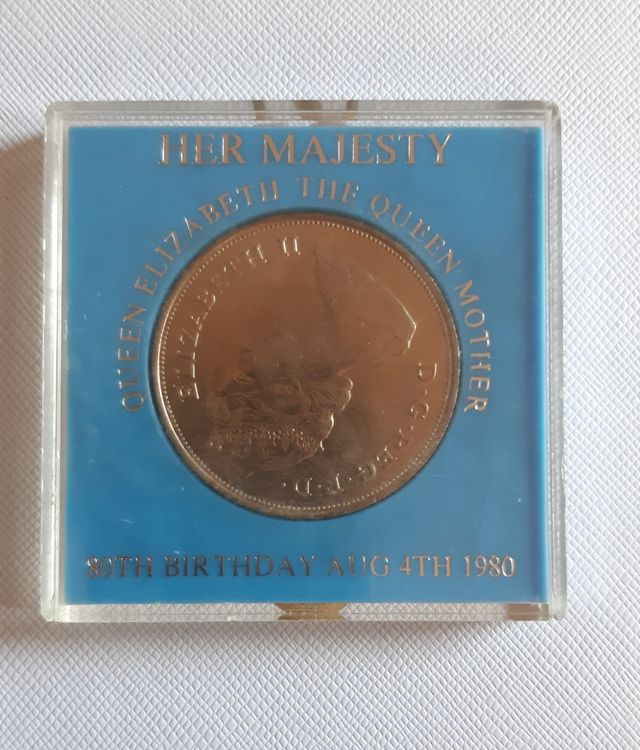 HER MAJESTY
QUEEN ELIZABETH THE QUEEN MOTHER
ELIZABETH II
D·G·REG·F·D·
80TH BIRTHDAY AUG 4TH 1980